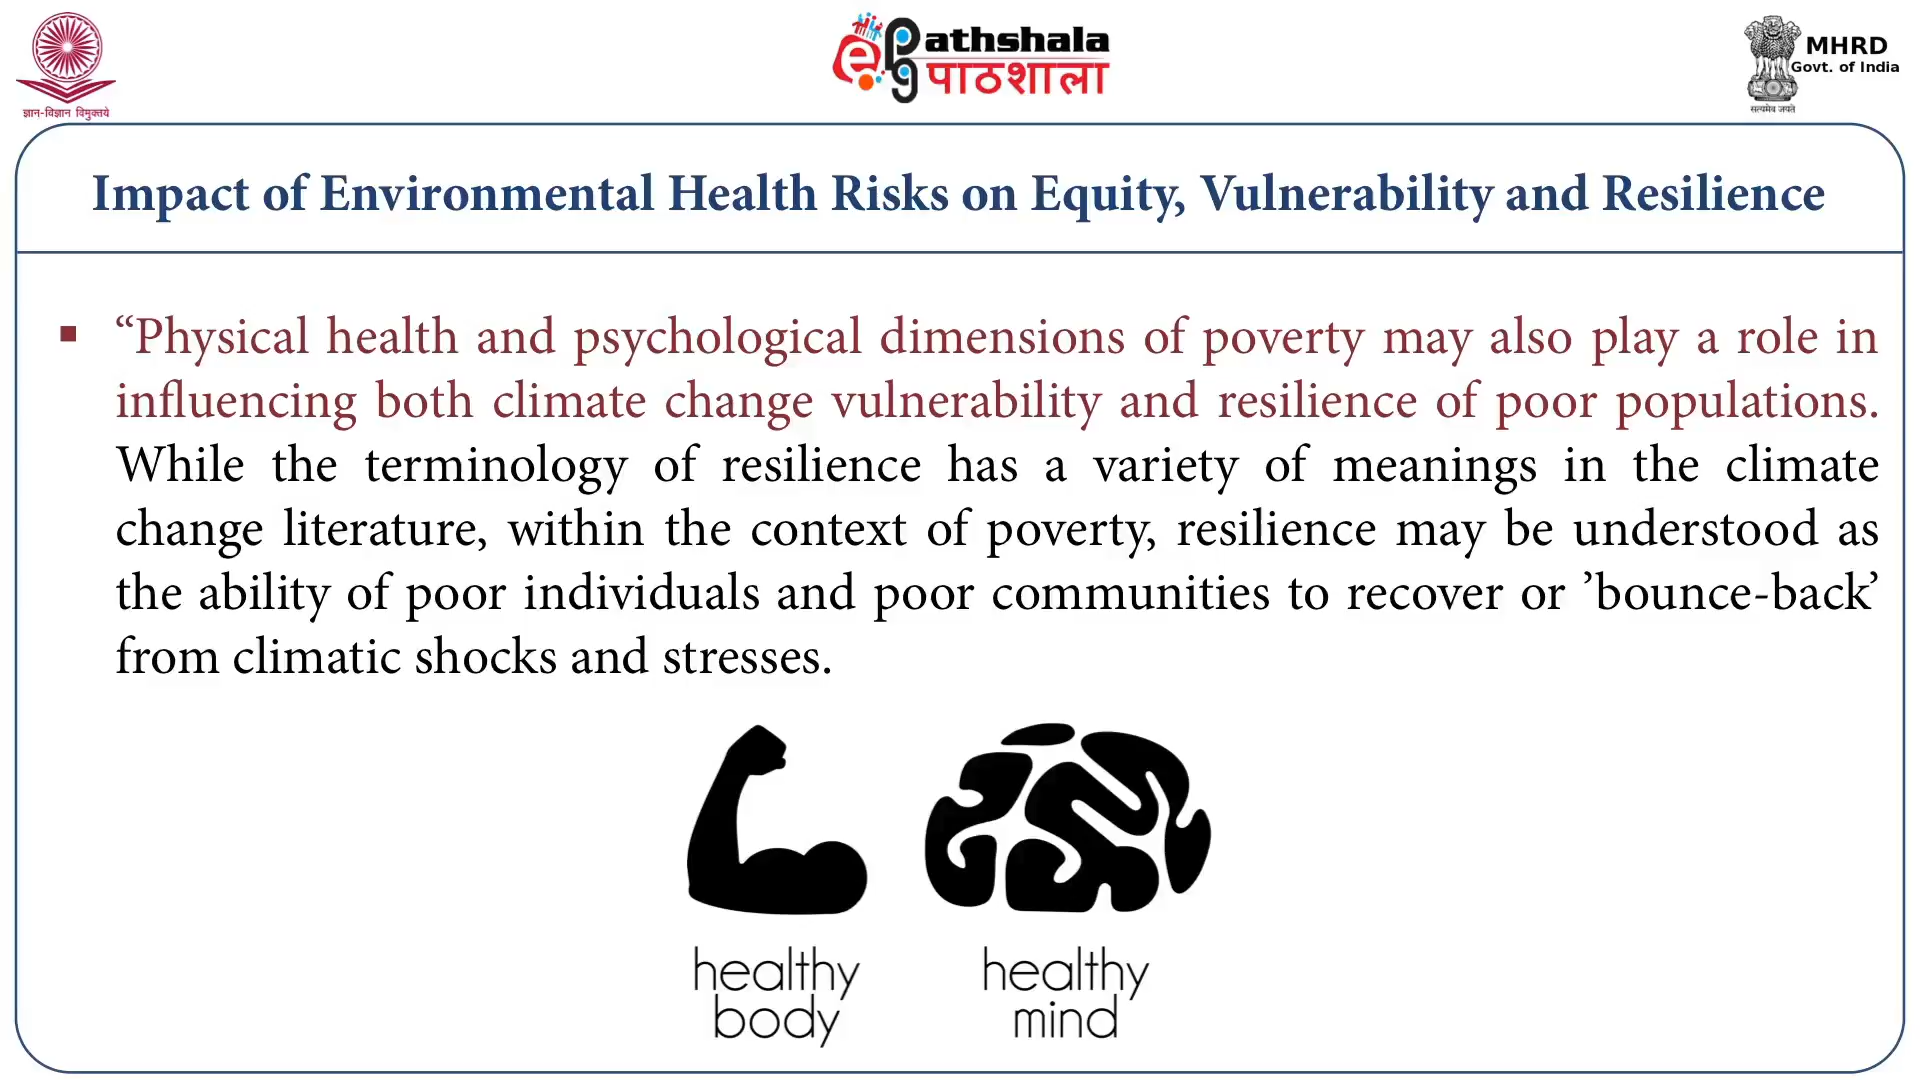 ज्ञान-विज्ञान विमुक्तये
e
Pathshala
पाठशाला
pg
MHRD
Govt. of India
सत्यमेव जयते
Impact of Environmental Health Risks on Equity, Vulnerability and Resilience
▪ “Physical health and psychological dimensions of poverty may also play a role in
influencing both climate change vulnerability and resilience of poor populations.
While the terminology of resilience has a variety of meanings in the climate
change literature, within the context of poverty, resilience may be understood as
the ability of poor individuals and poor communities to recover or ’bounce-back’
from climatic shocks and stresses.
healthy
body
healthy
mind